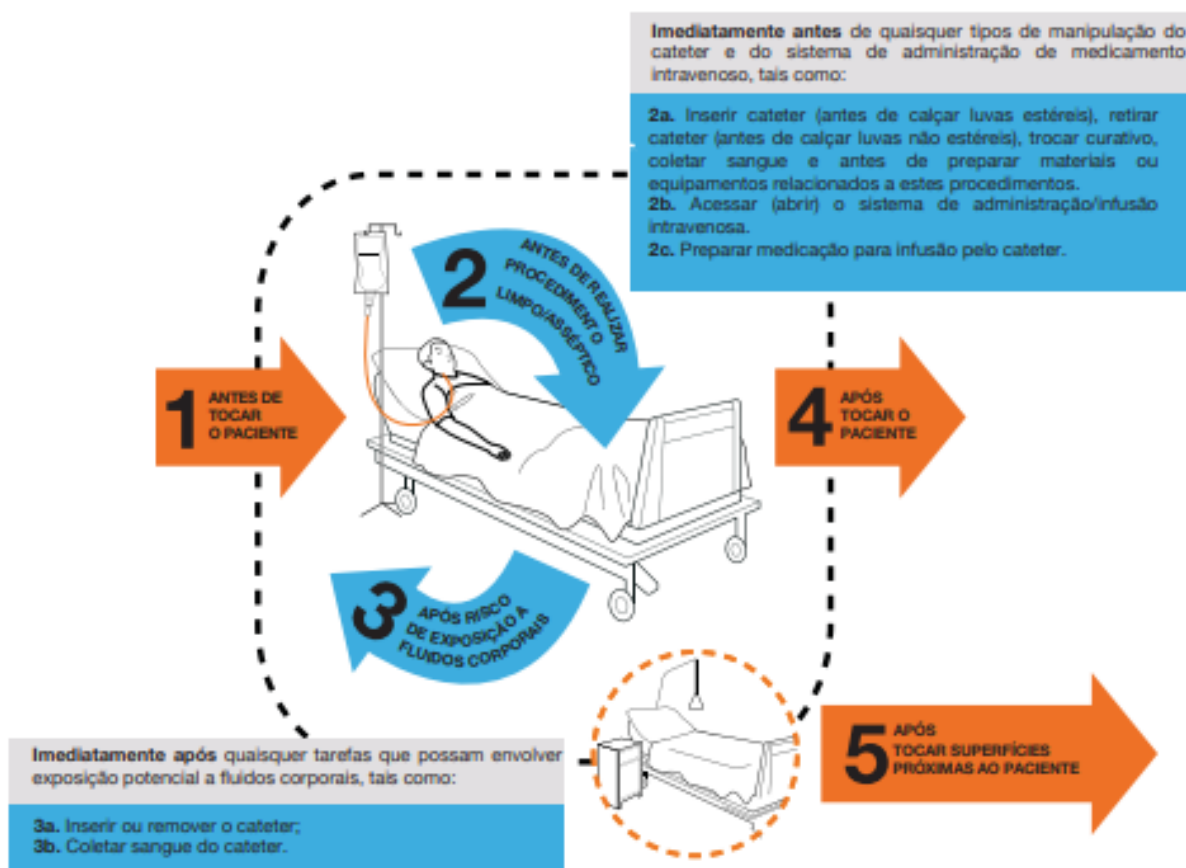 Imediatamente antes de quaisquer tipos de manipulação do
cateter e do sistema de administração de medicamento
intravenoso, tais como:
2a. Inserir cateter (antes de calçar luvas estéreis), retirar
cateter (antes de calçar luvas não estéreis), trocar curativo,
coletar sangue e antes de preparar materiais ou
equipamentos relacionados a estes procedimentos.
2b. Acessar (abrir) o sistema de administração/infusão
intravenosa.
2c. Preparar medicação para infusão pelo cateter.
1
ANTES DE
TOCAR
O PACIENTE
2
ANTES DE REALIZAR
PROCEDIMENTO
LIMPO/ASSÉPTICO
3
APÓS RISCO
DE EXPOSIÇÃO A
FLUIDOS CORPORAIS
4
APÓS
TOCAR O
PACIENTE
5
APÓS
TOCAR SUPERFÍCIES
PRÓXIMAS AO PACIENTE
Imediatamente após quaisquer tarefas que possam envolver
exposição potencial a fluidos corporais, tais como:
3a. Inserir ou remover o cateter;
3b. Coletar sangue do cateter.